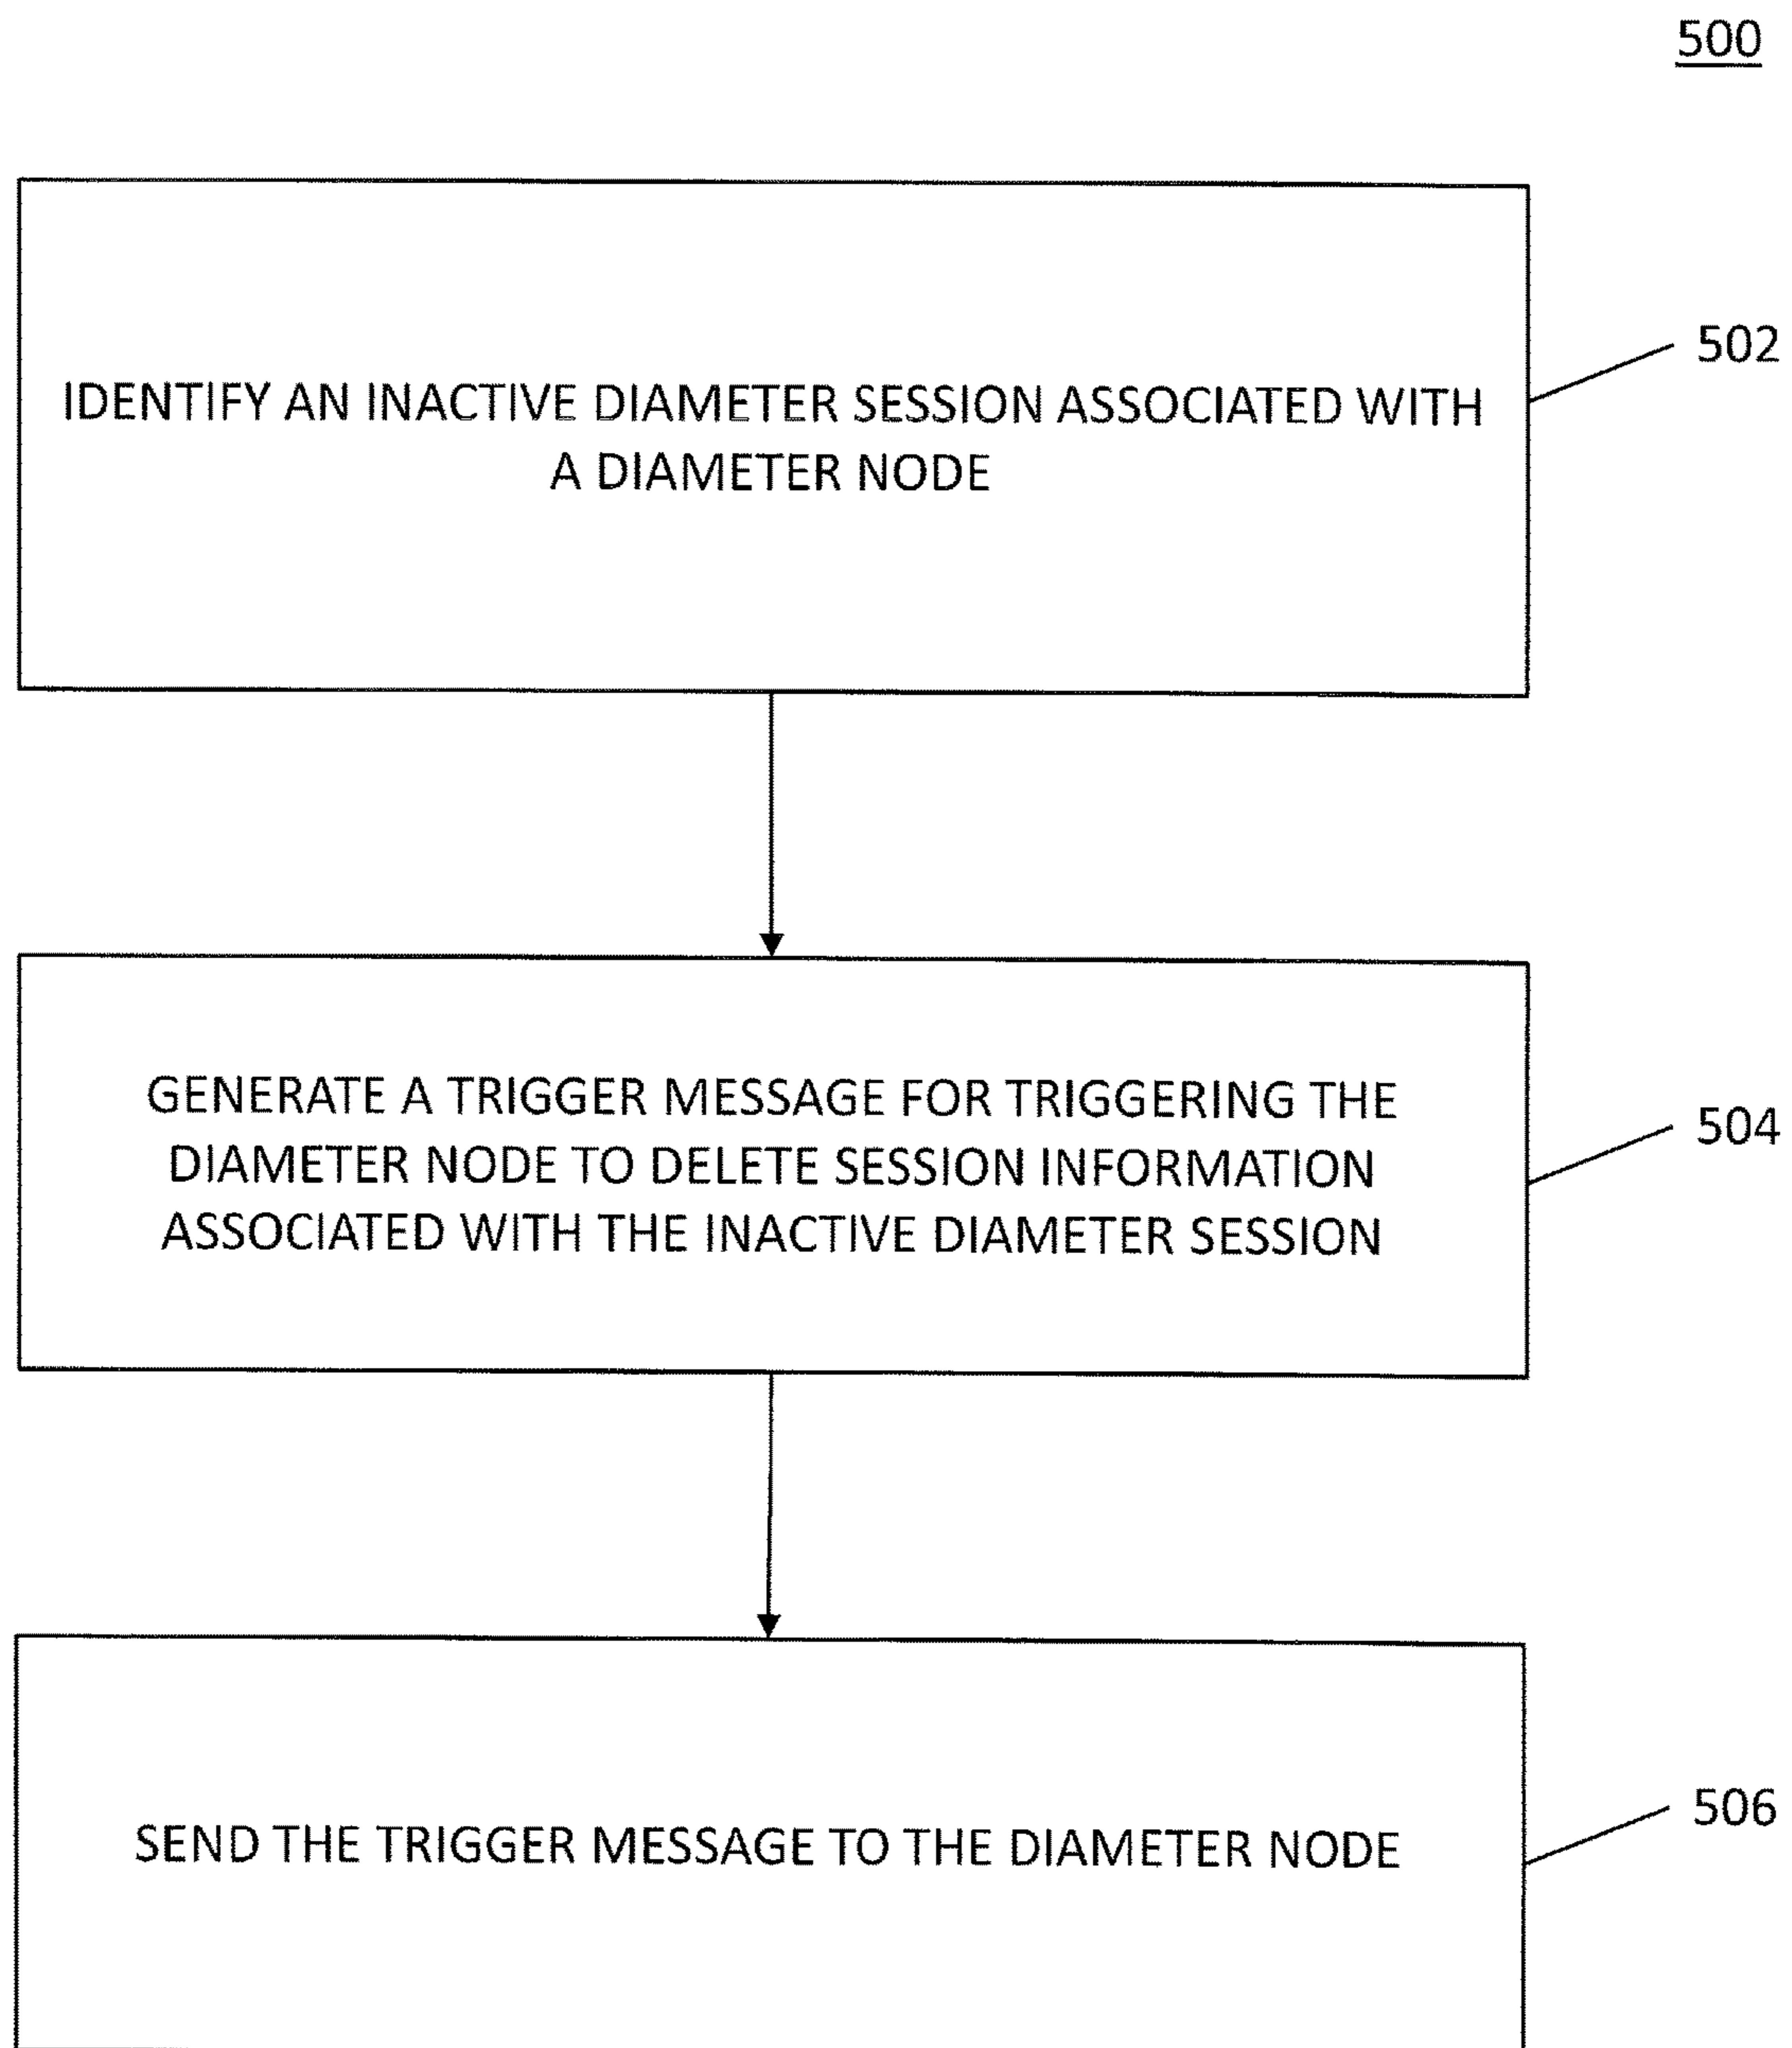 500
IDENTIFY AN INACTIVE DIAMETER SESSION ASSOCIATED WITH
A DIAMETER NODE
502
GENERATE A TRIGGER MESSAGE FOR TRIGGERING THE
DIAMETER NODE TO DELETE SESSION INFORMATION
ASSOCIATED WITH THE INACTIVE DIAMETER SESSION
504
SEND THE TRIGGER MESSAGE TO THE DIAMETER NODE
506